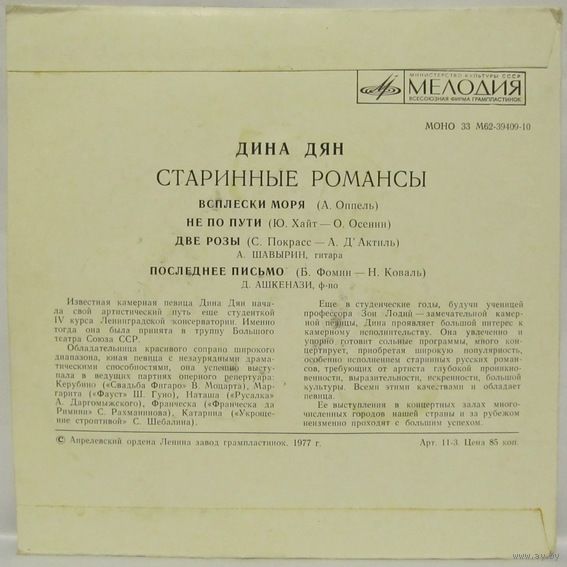 МИНИСТЕРСТВО КУЛЬТУРЫ СССР
МЕЛОДИЯ
ВСЕСОЮЗНАЯ ФИРМА ГРАМПЛАСТИНОК
МОНО 33 М62-39409-10
ДИНА ДЯН
СТАРИННЫЕ РОМАНСЫ
ВСПЛЕСКИ МОРЯ (А. Оппель)
НЕ ПО ПУТИ (Ю. Хайт — О. Осенин)
ДВЕ РОЗЫ (С. Покрасс — А. Д'Актиль)
А. ШАВЫРИН, гитара
ПОСЛЕДНЕЕ ПИСЬМО (Б. Фомин — Н. Коваль)
Д. АШКЕНАЗИ, ф-но
Известная камерная певица Дина Дян нача-
ла свой артистический путь еще студенткой
IV курса Ленинградской консерватории. Именно
тогда она была принята в труппу Большого
театра Союза ССР.
Обладательница красивого сопрано широкого
диапазона, юная певица с незаурядными драма-
тическими способностями, она успешно высту-
пала в ведущих партиях оперного репертуара:
Керубино («Свадьба Фигаро» В. Моцарта), Мар-
гарита («Фауст» Ш. Гуно), Наташа («Русалка»
А. Даргомыжского), Франческа («Франческа да
Римини» С. Рахманинова), Катарина («Укроще-
ние строптивой» С. Шебалина).
Еще в студенческие годы, будучи ученицей
профессора Зои Лодий — замечательной камер-
ной певицы, Дина проявляет большой интерес к
камерному исполнительству. Она увлеченно и
упорно готовит сольные программы, много кон-
цертирует, приобретая широкую популярность,
особенно исполнением старинных русских роман-
сов, требующих от артиста глубокой проникно-
венности, выразительности, искренности, большой
культуры. Всеми этими качествами и обладает
певица.
Ее выступления в концертных залах много-
численных городов нашей страны и за рубежом
неизменно проходят с большим успехом.
© Апрелевский ордена Ленина завод грампластинок. 1977 г.
Арт. 11-3. Цена 85 коп.
www.ay.by